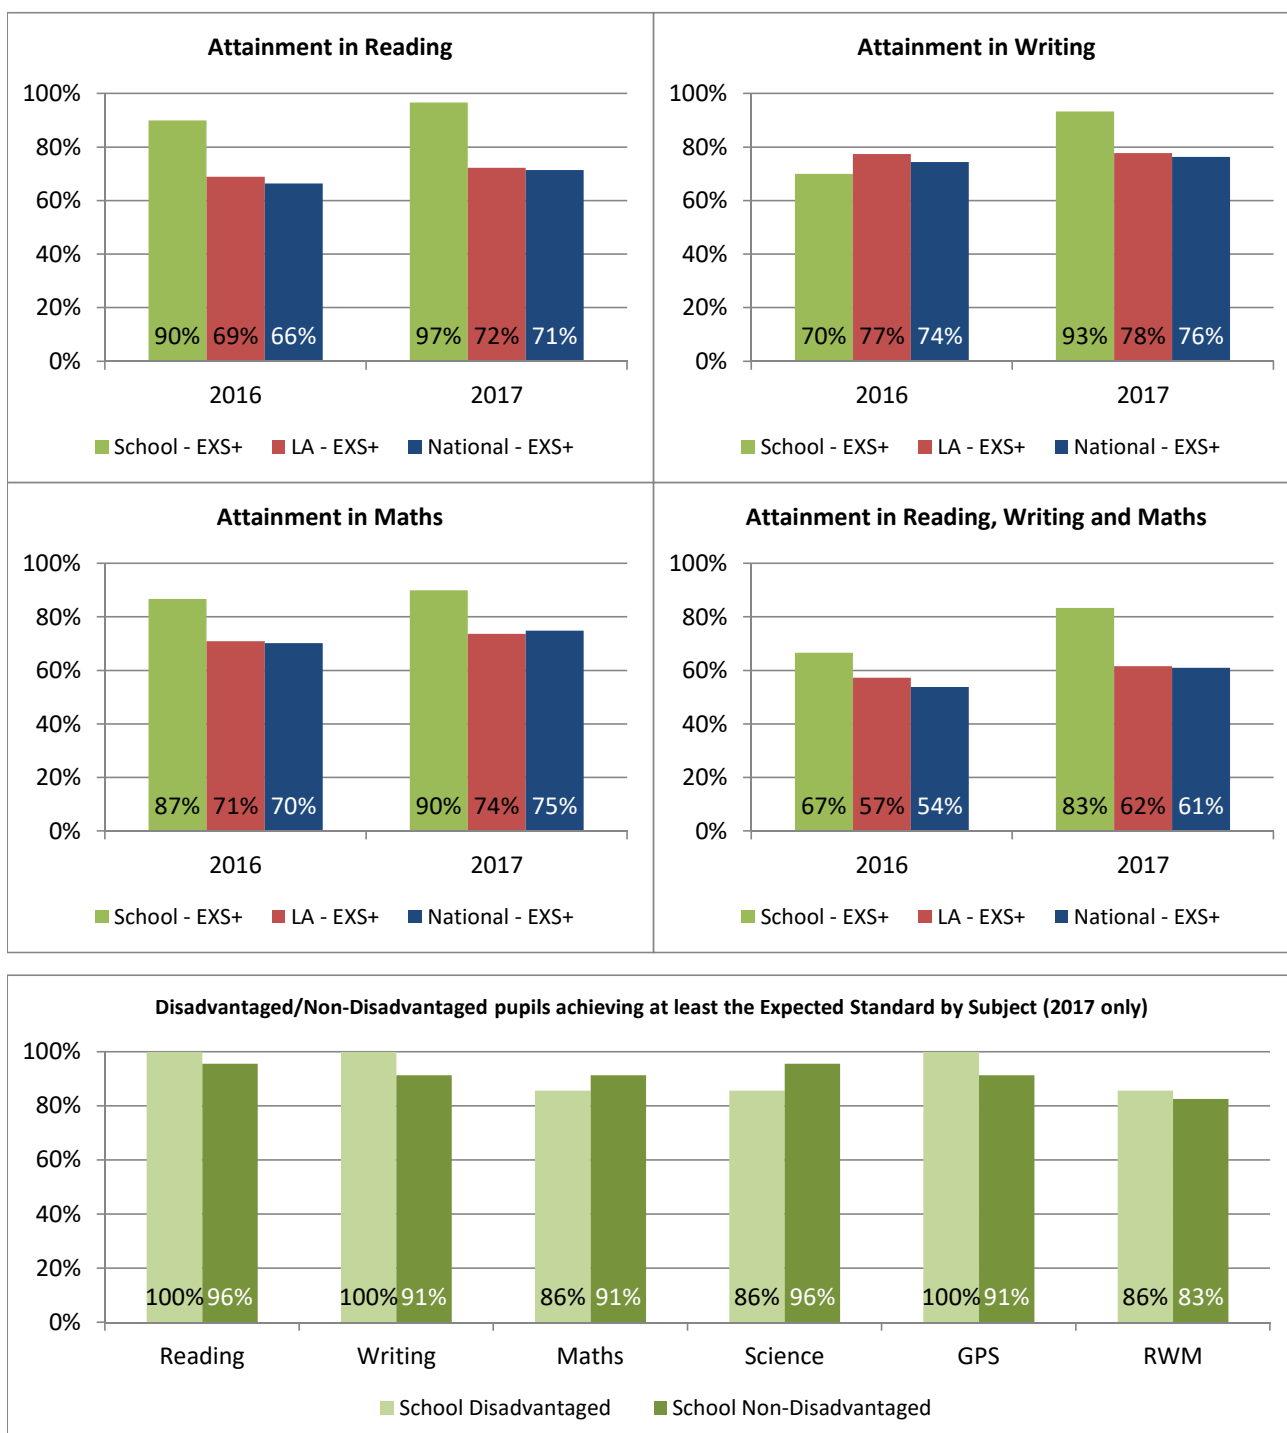 Attainment in Reading
100%
80%
60%
40%
20%
0%
90% 69% 66% 97% 72% 71%
2016 2017
School - EXS+ LA - EXS+ National - EXS+
Attainment in Writing
100%
80%
60%
40%
20%
0%
70% 77% 74% 93% 78% 76%
2016 2017
School - EXS+ LA - EXS+ National - EXS+
Attainment in Maths
100%
80%
60%
40%
20%
0%
87% 71% 70% 90% 74% 75%
2016 2017
School - EXS+ LA - EXS+ National - EXS+
Attainment in Reading, Writing and Maths
100%
80%
60%
40%
20%
0%
67% 57% 54% 83% 62% 61%
2016 2017
School - EXS+ LA - EXS+ National - EXS+
Disadvantaged/Non-Disadvantaged pupils achieving at least the Expected Standard by Subject (2017 only)
100%
80%
60%
40%
20%
0%
100% 96% 100% 91% 86% 91% 86% 96% 100% 91% 86% 83%
Reading Writing Maths Science GPS RWM
School Disadvantaged School Non-Disadvantaged